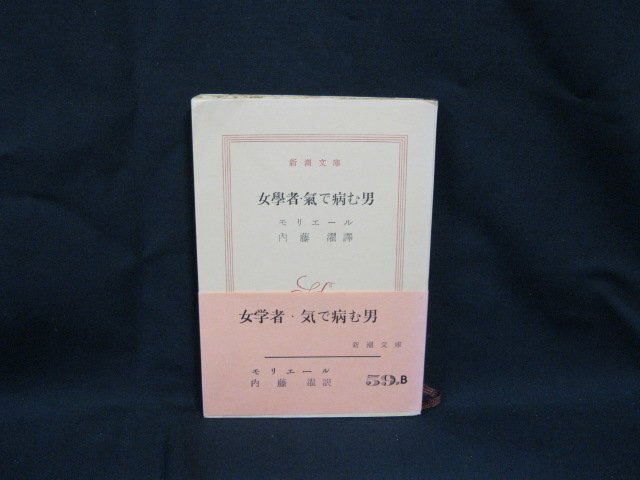 新潮文庫
女學者・氣で病む男
モリエール
内藤濯譯
女学者・気で病む男
新潮文庫
モリエール
内藤濯訳
59.B